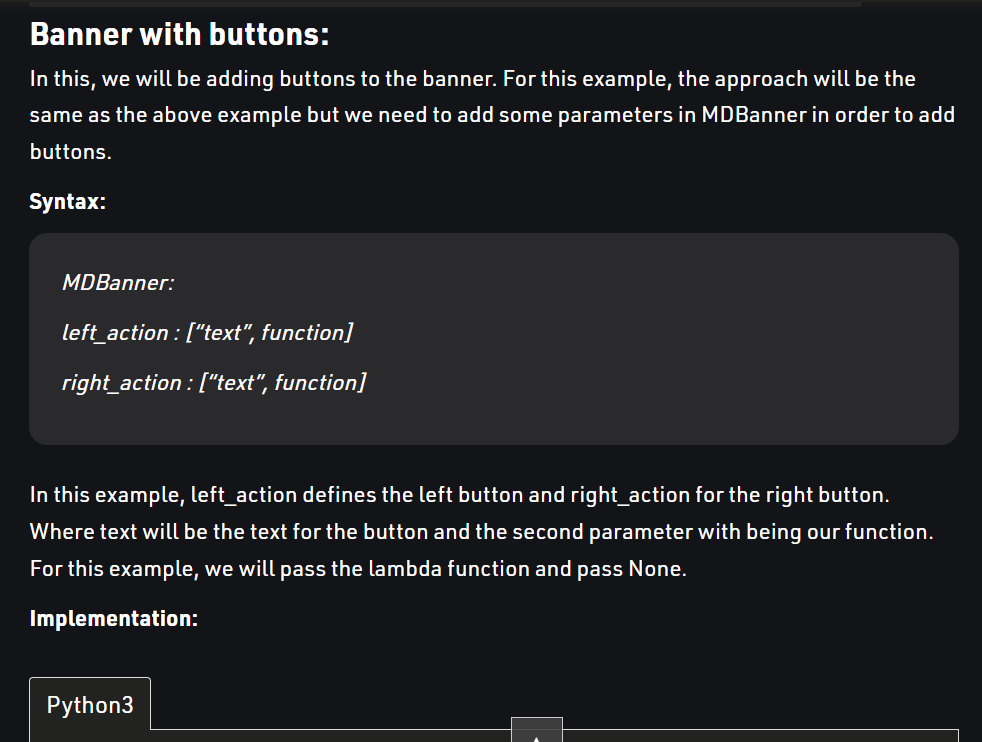 Banner with buttons:
In this, we will be adding buttons to the banner. For this example, the approach will be the
same as the above example but we need to add some parameters in MDBanner in order to add
buttons.
Syntax:
MDBanner:
left_action : [“text”, function]
right_action : [“text”, function]
In this example, left_action defines the left button and right_action for the right button.
Where text will be the text for the button and the second parameter with being our function.
For this example, we will pass the lambda function and pass None.
Implementation:
Python3